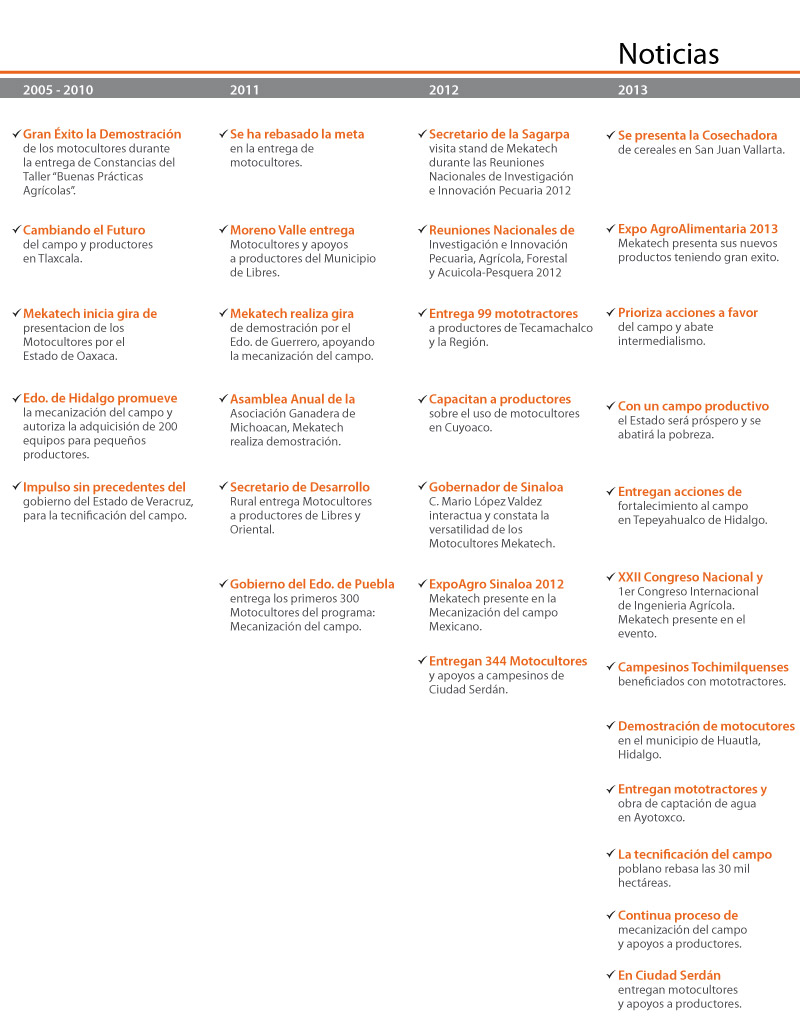 Noticias
2005 - 2010
Gran Éxito la Demostración
de los motocultores durante
la entrega de Constancias del
Taller “Buenas Prácticas
Agrícolas”.
Cambiando el Futuro
del campo y productores
en Tlaxcala.
Mekatech inicia gira de
presentacion de los
Motocultores por el
Estado de Oaxaca.
Edo. de Hidalgo promueve
la mecanización del campo y
autoriza la adquicisión de 200
equipos para pequeños
productores.
Impulso sin precedentes del
gobierno del Estado de Veracruz,
para la tecnificación del campo.
2011
Se ha rebasado la meta
en la entrega de
motocultores.
Moreno Valle entrega
Motocultores y apoyos
a productores del Municipio
de Libres.
Mekatech realiza gira
de demostración por el
Edo. de Guerrero, apoyando
la mecanización del campo.
Asamblea Anual de la
Asociación Ganadera de
Michoacan, Mekatech
realiza demostración.
Secretario de Desarrollo
Rural entrega Motocultores
a productores de Libres y
Oriental.
Gobierno del Edo. de Puebla
entrega los primeros 300
Motocultores del programa:
Mecanización del campo.
2012
Secretario de la Sagarpa
visita stand de Mekatech
durante las Reuniones
Nacionales de Investigación
e Innovación Pecuaria 2012
Reuniones Nacionales de
Investigación e Innovación
Pecuaria, Agrícola, Forestal
y Acuicola-Pesquera 2012
Entrega 99 mototractores
a productores de Tecamachalco
y la Región.
Capacitan a productores
sobre el uso de motocultores
en Cuyoaco.
Gobernador de Sinaloa
C. Mario López Valdez
interactua y constata la
versatilidad de los
Motocultores Mekatech.
ExpoAgro Sinaloa 2012
Mekatech presente en la
Mecanización del campo
Mexicano.
Entregan 344 Motocultores
y apoyos a campesinos de
Ciudad Serdán.
2013
Se presenta la Cosechadora
de cereales en San Juan Vallarta.
Expo AgroAlimentaria 2013
Mekatech presenta sus nuevos
productos teniendo gran exito.
Prioriza acciones a favor
del campo y abate
intermedialismo.
Con un campo productivo
el Estado será próspero y se
abatirá la pobreza.
Entregan acciones de
fortalecimiento al campo
en Tepeyahualco de Hidalgo.
XXII Congreso Nacional y
1er Congreso Internacional
de Ingenieria Agrícola.
Mekatech presente en el
evento.
Campesinos Tochimilquenses
beneficiados con mototractores.
Demostración de motocutores
en el municipio de Huautla,
Hidalgo.
Entregan mototractores y
obra de captación de agua
en Ayotoxco.
La tecnificación del campo
poblano rebasa las 30 mil
hectáreas.
Continua proceso de
mecanización del campo
y apoyos a productores.
En Ciudad Serdán
entregan motocultores
y apoyos a productores.